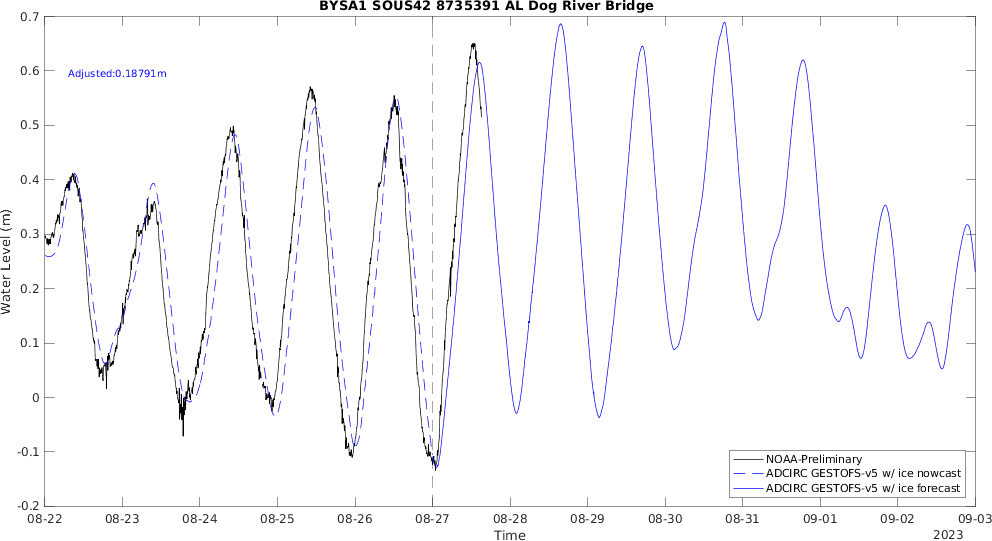 BYSA1 SOUS42 8735391 AL Dog River Bridge
Adjusted:0.18791m
Water Level (m)
0.7
0.6
0.5
0.4
0.3
0.2
0.1
0
-0.1
-0.2
NOAA-Preliminary
ADCIRC GESTOFS-v5 w/ ice nowcast
ADCIRC GESTOFS-v5 w/ ice forecast
08-22 08-23 08-24 08-25 08-26 08-27 08-28 08-29 08-30 08-31 09-01 09-02 09-03
Time
2023